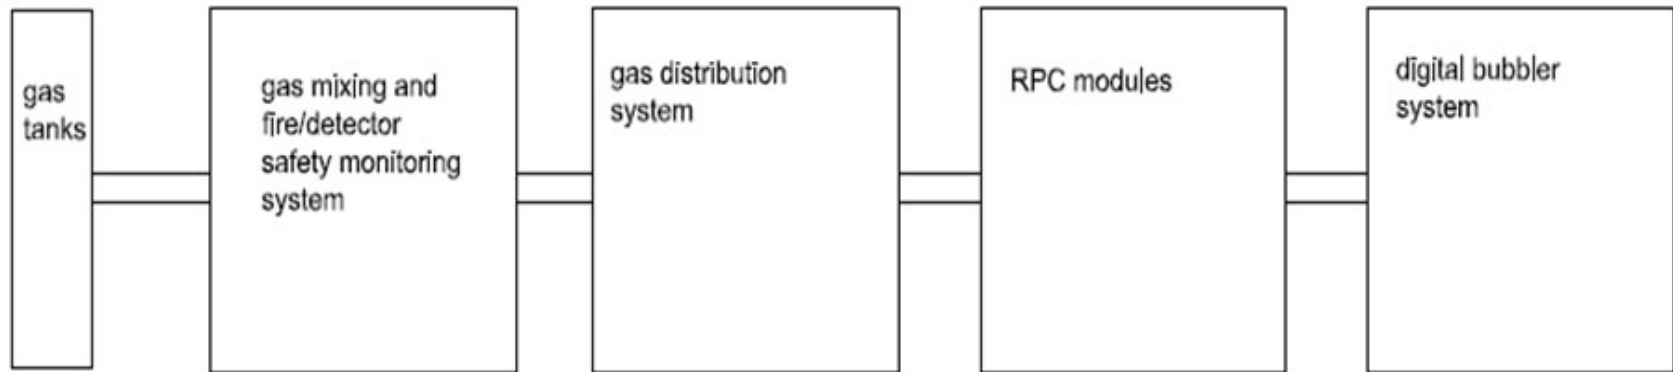 gas
tanks
gas mixing and
fire/detector
safety monitoring
system
gas distribution
system
RPC modules
digital bubbler
system